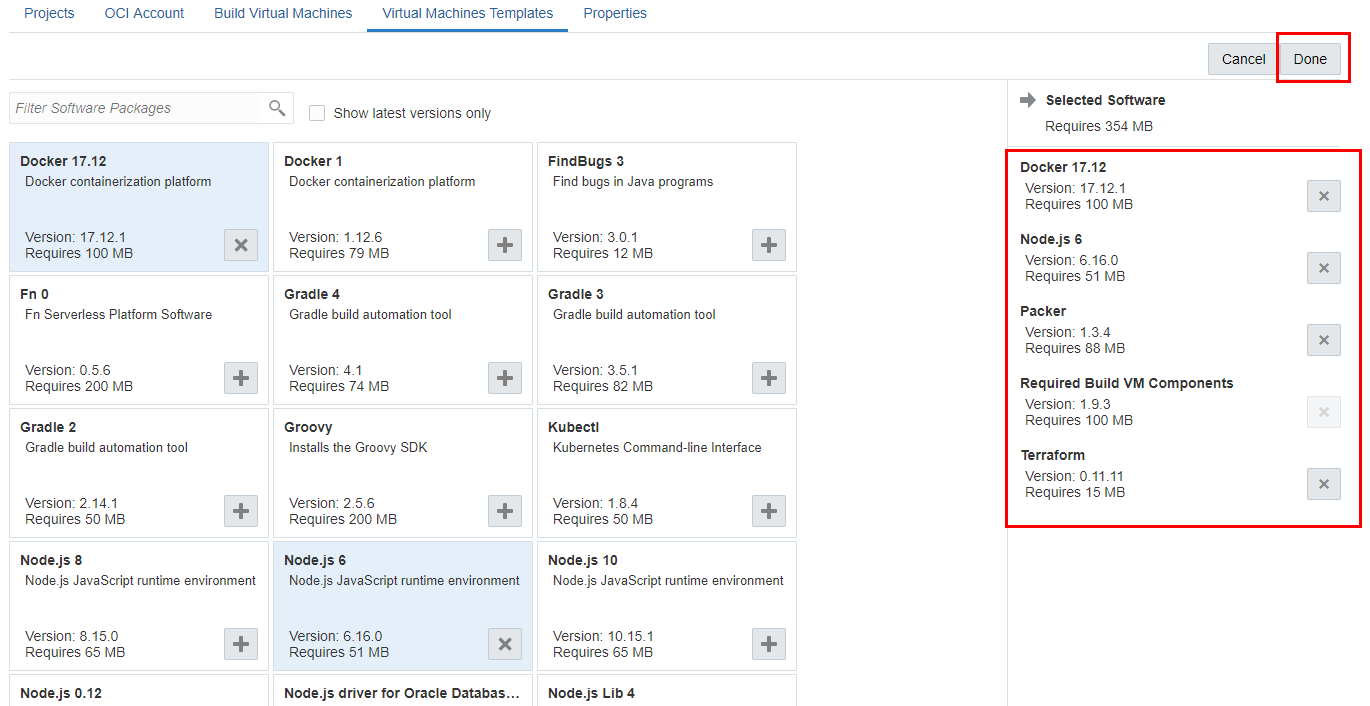 Projects OCI Account Build Virtual Machines Virtual Machines Templates Properties
Cancel Done
Filter Software Packages
Show latest versions only
Docker 17.12
Docker containerization platform
Version: 17.12.1
Requires 100 MB
Docker 1
Docker containerization platform
Version: 1.12.6
Requires 79 MB
FindBugs 3
Find bugs in Java programs
Version: 3.0.1
Requires 12 MB
Fn 0
Fn Serverless Platform Software
Version: 0.5.6
Requires 200 MB
Gradle 4
Gradle build automation tool
Version: 4.1
Requires 74 MB
Gradle 3
Gradle build automation tool
Version: 3.5.1
Requires 82 MB
Gradle 2
Gradle build automation tool
Version: 2.14.1
Requires 50 MB
Groovy
Installs the Groovy SDK
Version: 2.5.6
Requires 200 MB
Kubectl
Kubernetes Command-line Interface
Version: 1.8.4
Requires 50 MB
Node.js 8
Node.js JavaScript runtime environment
Version: 8.15.0
Requires 65 MB
Node.js 6
Node.js JavaScript runtime environment
Version: 6.16.0
Requires 51 MB
Node.js 10
Node.js JavaScript runtime environment
Version: 10.15.1
Requires 65 MB
Node.js 0.12
Node.js driver for Oracle Databas...
Node.js Lib 4
Selected Software
Requires 354 MB
Docker 17.12
Version: 17.12.1
Requires 100 MB
Node.js 6
Version: 6.16.0
Requires 51 MB
Packer
Version: 1.3.4
Requires 88 MB
Required Build VM Components
Version: 1.9.3
Requires 100 MB
Terraform
Version: 0.11.11
Requires 15 MB